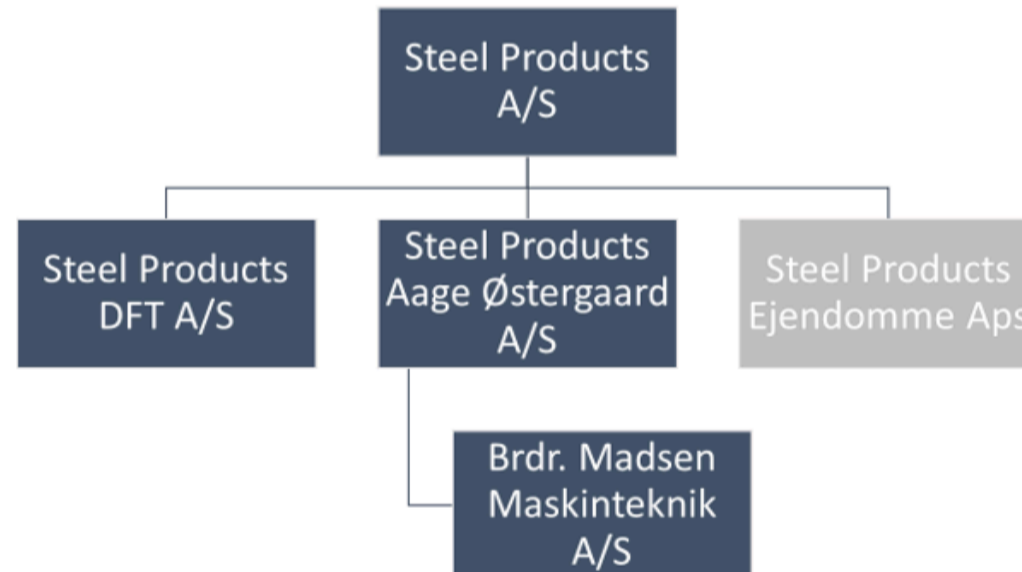 Steel Products
A/S
Steel Products
DFT A/S
Steel Products
Aage Østergaard
A/S
Steel Products
Ejendomme Aps
Brdr. Madsen
Maskinteknik
A/S